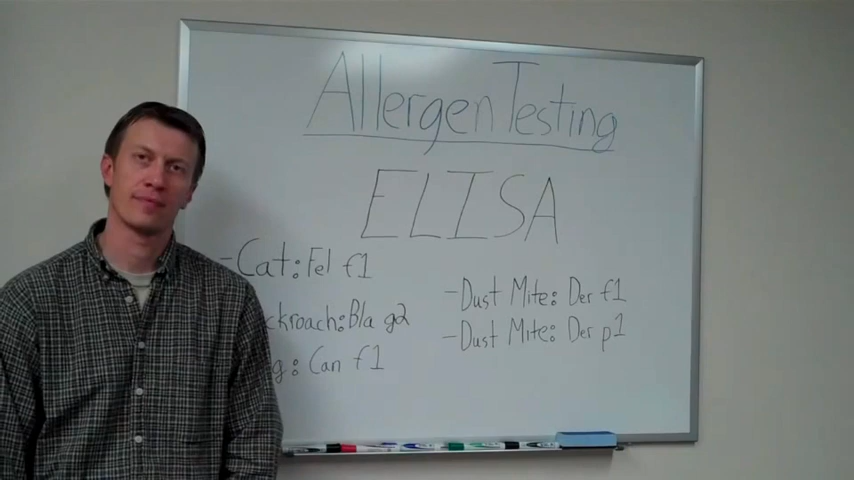 Allergen Testing
ELISA
-Cat: Fel f1
ckroach: Bla g2
g: Can f1
-Dust Mite: Der f1
-Dust Mite: Der p1